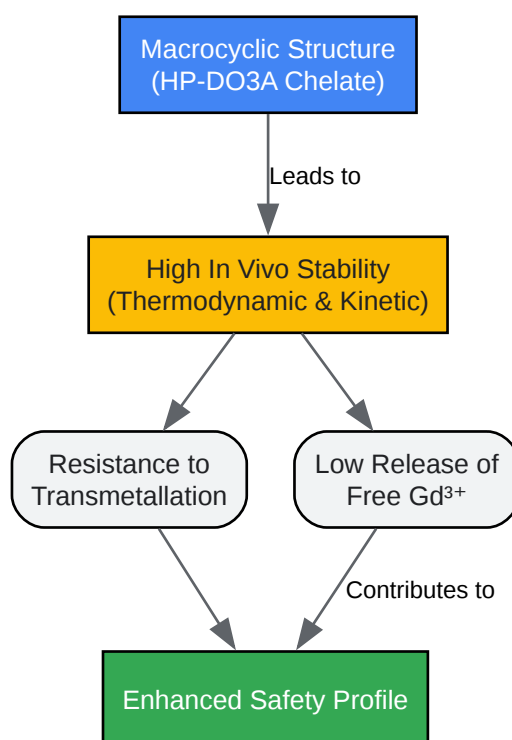 Macrocyclic Structure
(HP-DO3A Chelate)
Leads to
High In Vivo Stability
(Thermodynamic & Kinetic)
Resistance to
Transmetallation
Low Release of
Free Gd³⁺
Contributes to
Enhanced Safety Profile